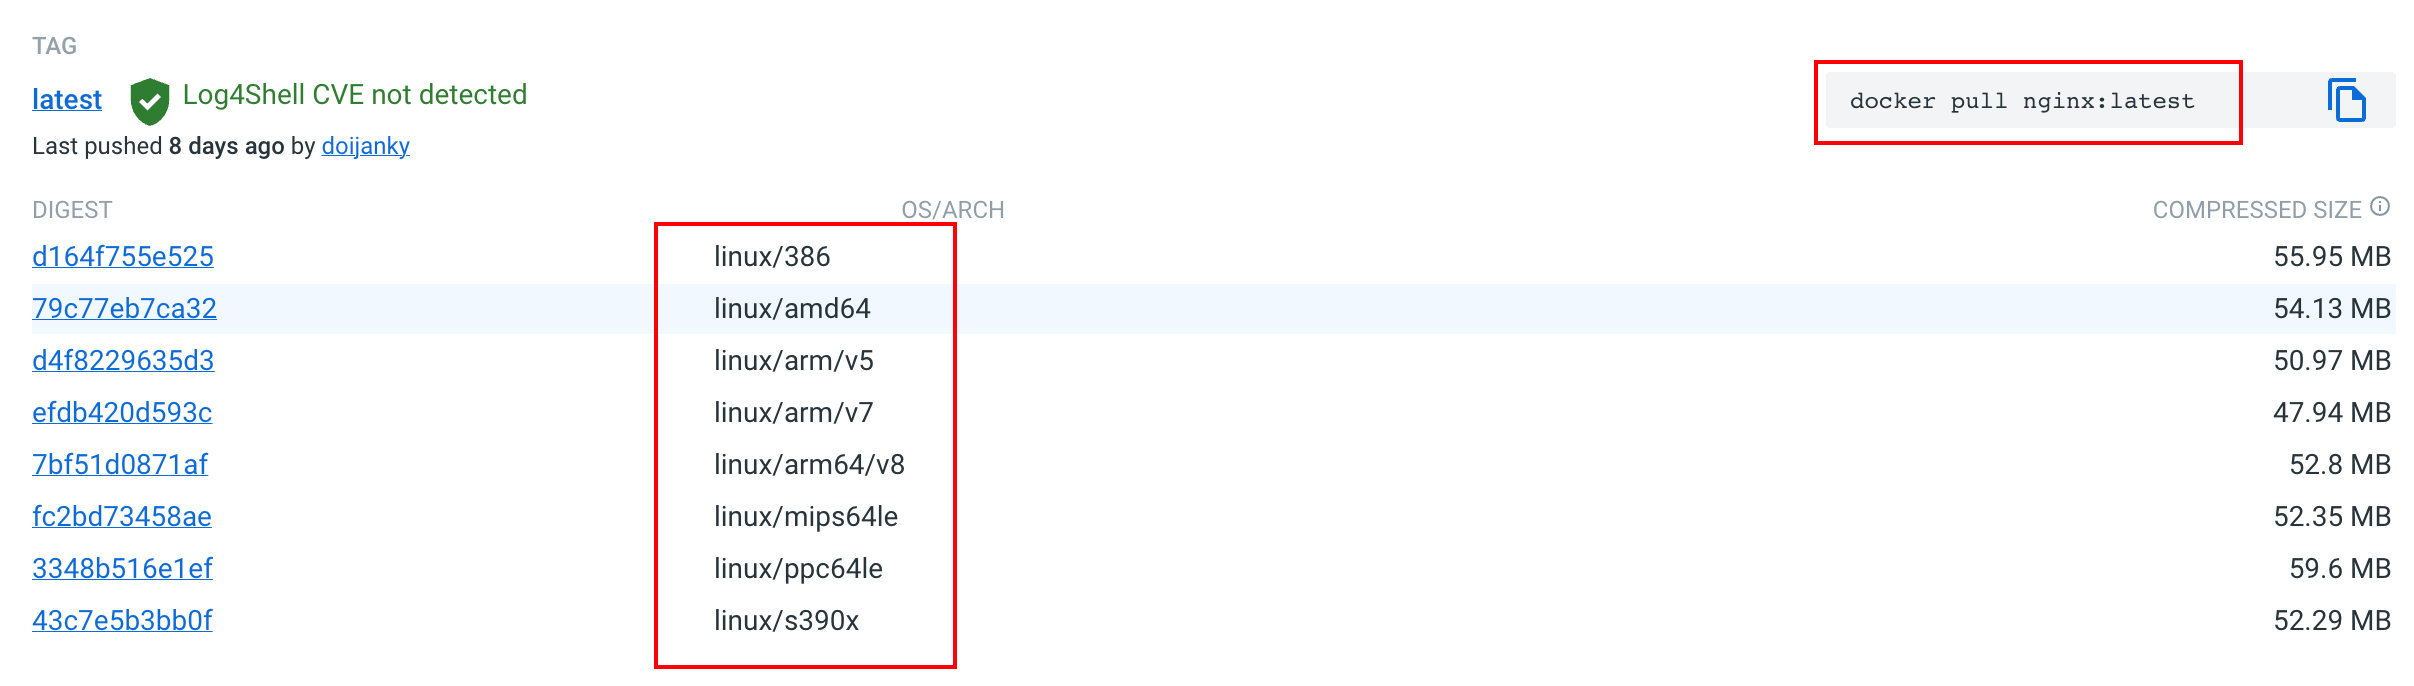 TAG
latest Log4Shell CVE not detected
docker pull nginx:latest
Last pushed 8 days ago by doijanky
DIGEST OS/ARCH COMPRESSED SIZE
d164f755e525 linux/386 55.95 MB
79c77eb7ca32 linux/amd64 54.13 MB
d4f8229635d3 linux/arm/v5 50.97 MB
efdb420d593c linux/arm/v7 47.94 MB
7bf51d0871af linux/arm64/v8 52.8 MB
fc2bd73458ae linux/mips64le 52.35 MB
3348b516e1ef linux/ppc64le 59.6 MB
43c7e5b3bb0f linux/s390x 52.29 MB